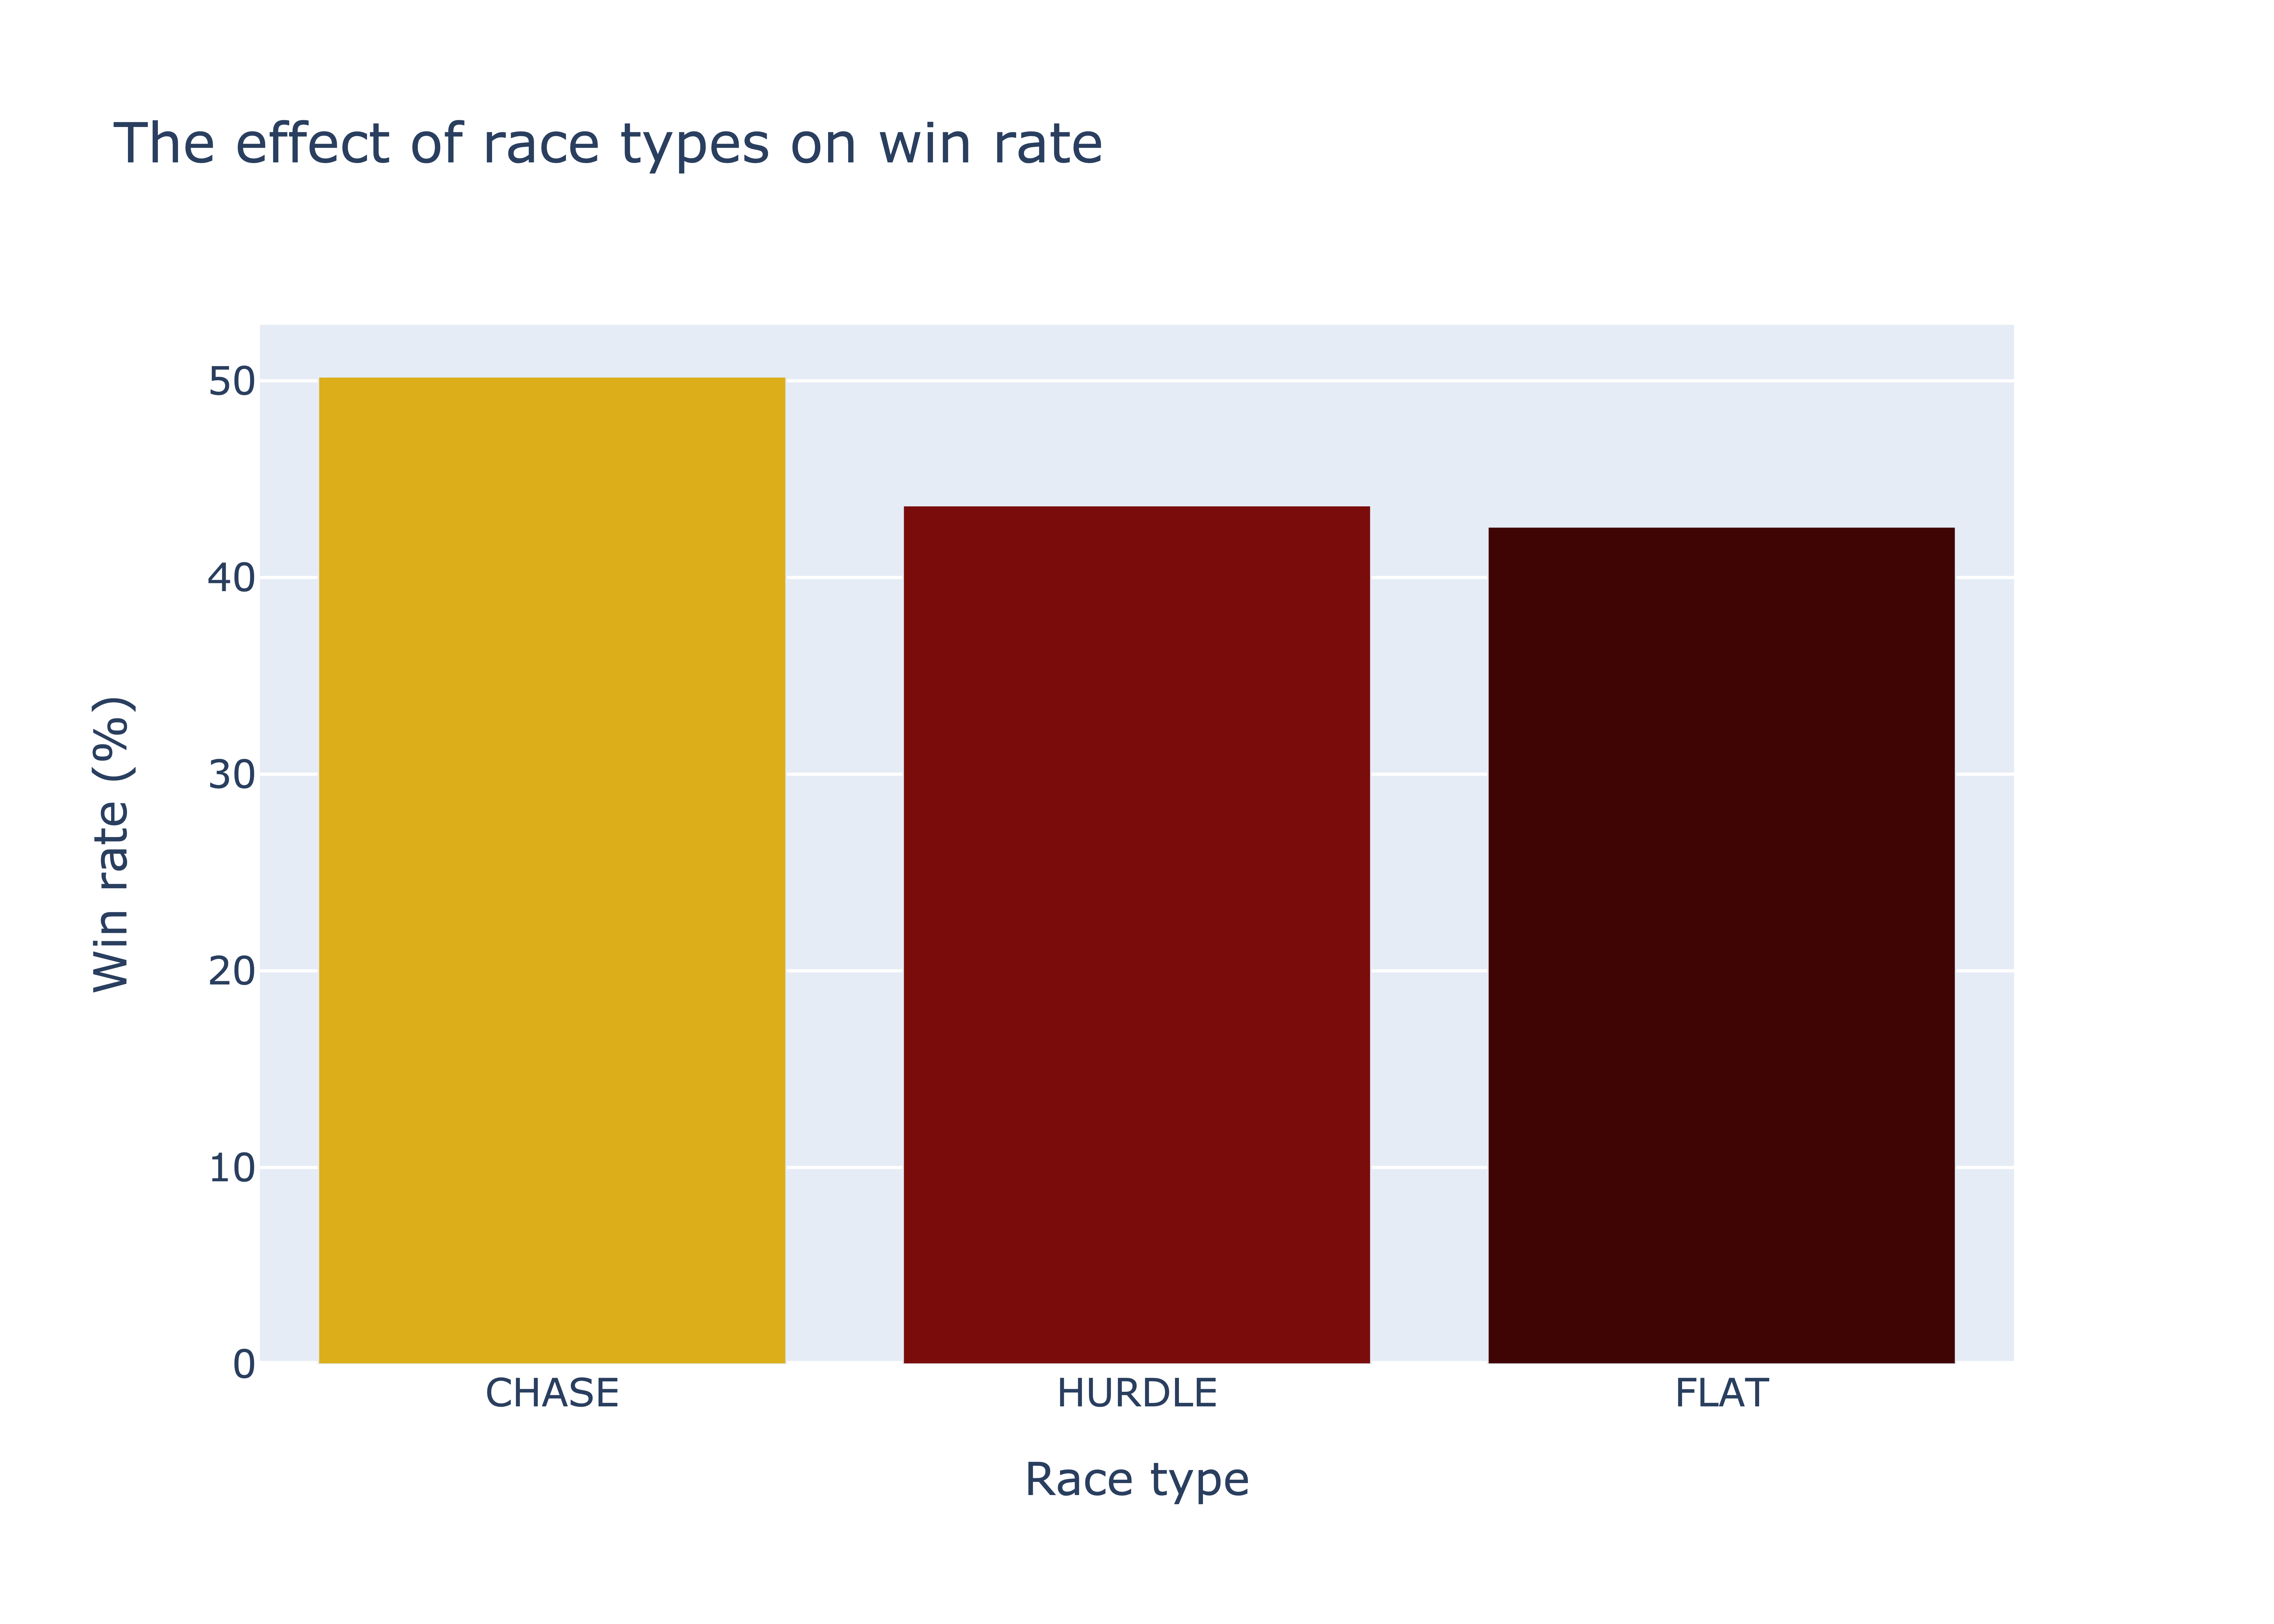 The effect of race types on win rate
Win rate (%)
50
40
30
20
10
0
CHASE
HURDLE
FLAT
Race type